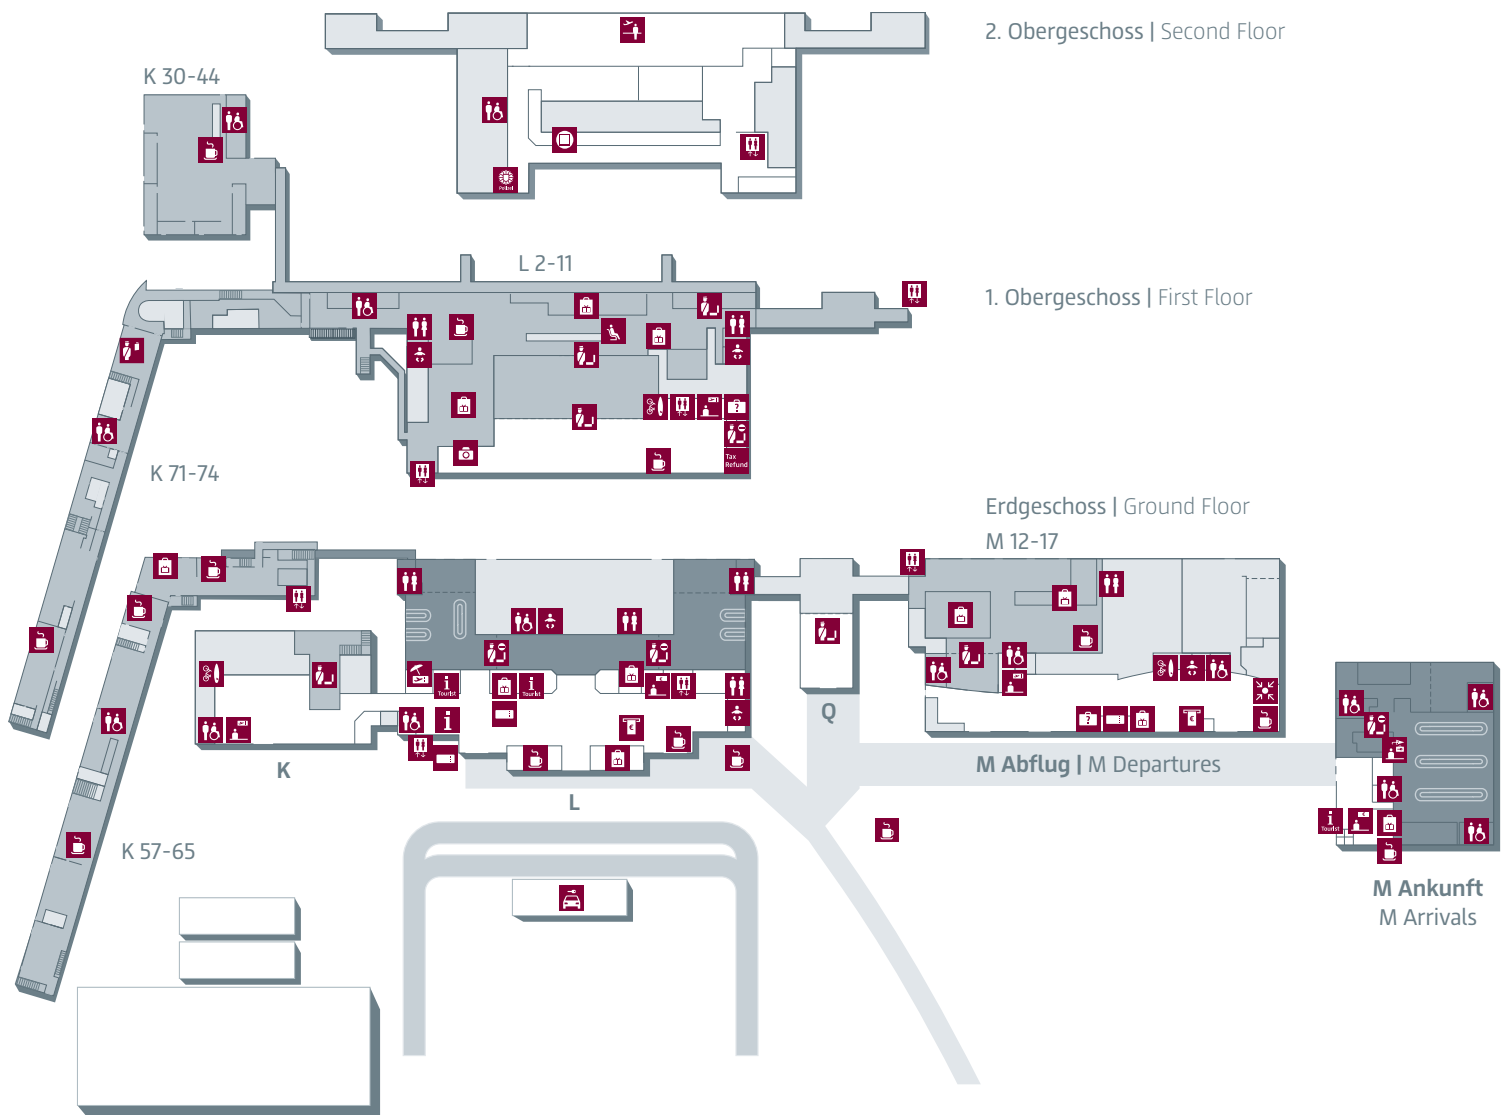 2. Obergeschoss | Second Floor
K 30-44
Polizei
L 2-11
1. Obergeschoss | First Floor
K 71-74
Tax
Refund
Erdgeschoss | Ground Floor
M 12-17
i
Tourist
i
Tourist
i
Q
K
M Abflug | M Departures
L
i
Tourist
K 57-65
M Ankunft
M Arrivals